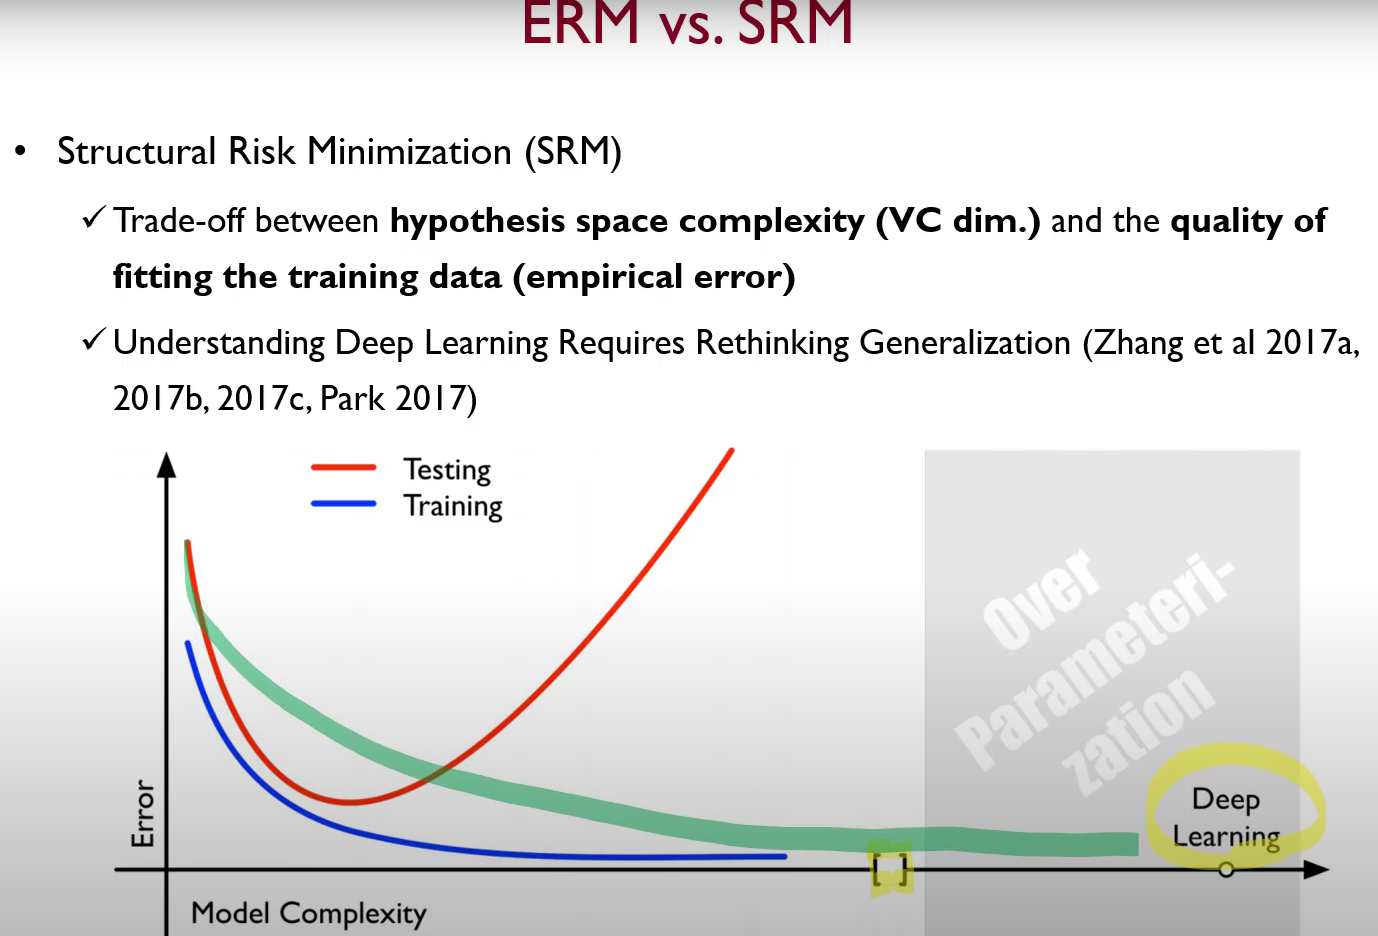 ERM vs. SRM
• Structural Risk Minimization (SRM)
✓ Trade-off between hypothesis space complexity (VC dim.) and the quality of
fitting the training data (empirical error)
✓ Understanding Deep Learning Requires Rethinking Generalization (Zhang et al 2017a,
2017b, 2017c, Park 2017)
Testing
Training
Over
Parameteri-
zation
Deep
Learning
Error
[ ]
Model Complexity